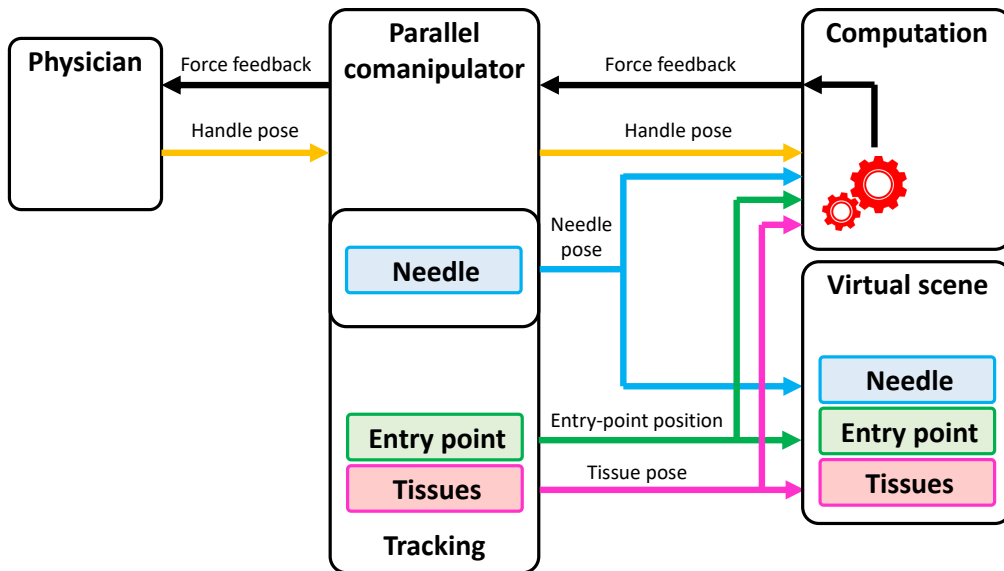 Physician
Force feedback
Handle pose
Parallel
comanipulator
Needle
Entry point
Tissues
Tracking
Force feedback
Handle pose
Needle
pose
Entry-point position
Tissue pose
Computation
Virtual scene
Needle
Entry point
Tissues